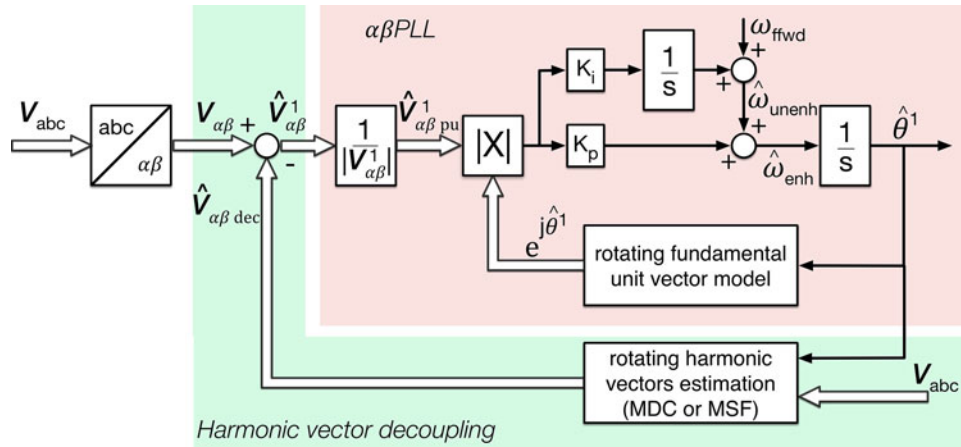 αβPLL
ω_ffwd
+
K_i
1/s
+
+
V_abc
abc
αβ
V_αβ
+
-
V̂¹_αβ
1/|V¹_αβ|
V̂¹_αβ pu
|X|
K_p
+
ω̂_unenh
ω̂_enh
1/s
θ̂¹
V̂_αβ dec
e^jθ̂¹
rotating fundamental
unit vector model
rotating harmonic
vectors estimation
(MDC or MSF)
V_abc
Harmonic vector decoupling